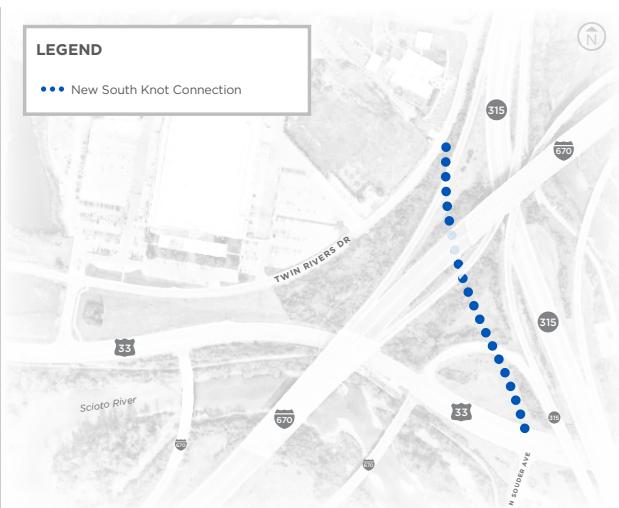 LEGEND
New South Knot Connection
N
315
670
TWIN RIVERS DR
315
33
Scioto River
33
315
670
670
670
N SOUDER AVE